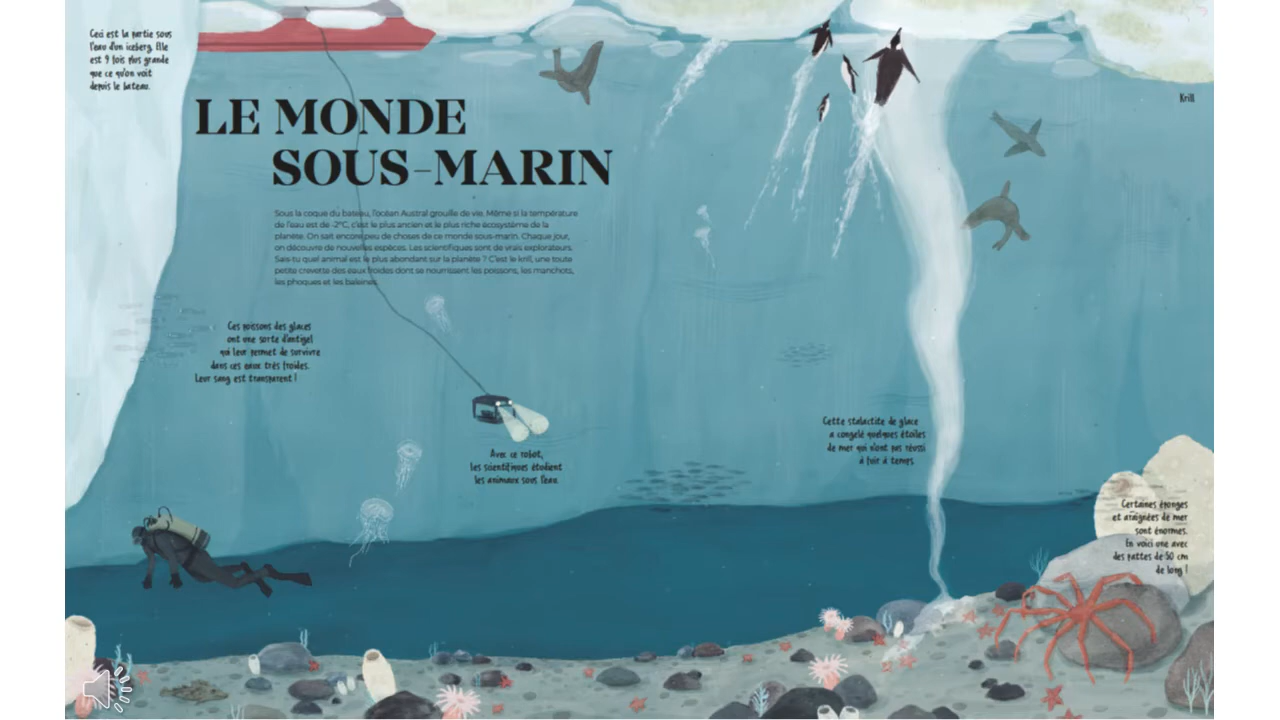 Ceci est la partie sous
l'eau d'un iceberg. Elle
est 9 fois plus grande
que ce qu'on voit
depuis le bateau.
Krill
LE MONDE
SOUS-MARIN
Sous la coque du bateau, l'océan Austral grouille de vie. Même si la température
de l'eau est de -2°C, c'est le plus ancien et le plus riche écosystème de la
planète. On sait encore peu de choses de ce monde sous-marin. Chaque jour,
on découvre de nouvelles espèces. Les scientifiques sont de vrais explorateurs.
Sais-tu quel animal est le plus abondant sur la planète ? C'est le krill, une toute
petite crevette des eaux froides dont se nourrissent les poissons, les manchots,
les phoques et les baleines.
Ces poissons des glaces
ont une sorte d'antigel
qui leur permet de survivre
dans ces eaux très froides.
Leur sang est transparent !
Avec ce robot,
les scientifiques étudient
les animaux sous l'eau.
Cette stalactite de glace
a congelé quelques étoiles
de mer qui n'ont pas réussi
à fuir à temps.
Certaines éponges
et araignées de mer
sont énormes.
En voici une avec
des pattes de 50 cm
de long !